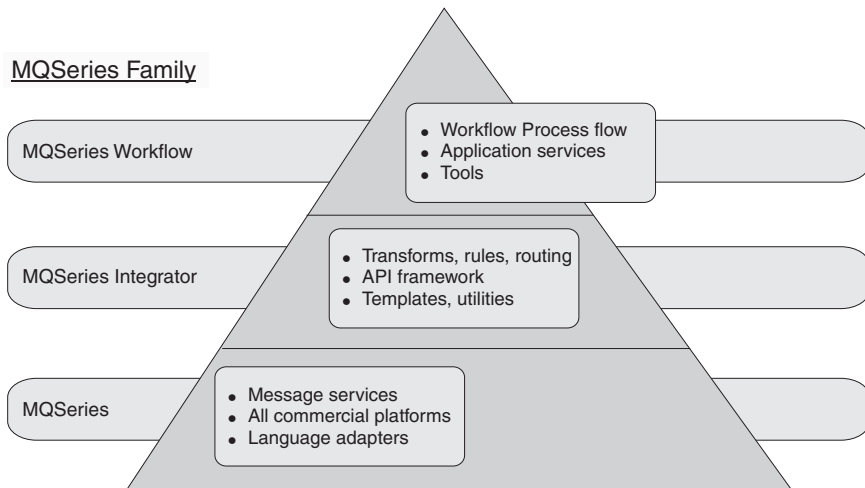 MQSeries Family
MQSeries Workflow
• Workflow Process flow
• Application services
• Tools
MQSeries Integrator
• Transforms, rules, routing
• API framework
• Templates, utilities
MQSeries
• Message services
• All commercial platforms
• Language adapters